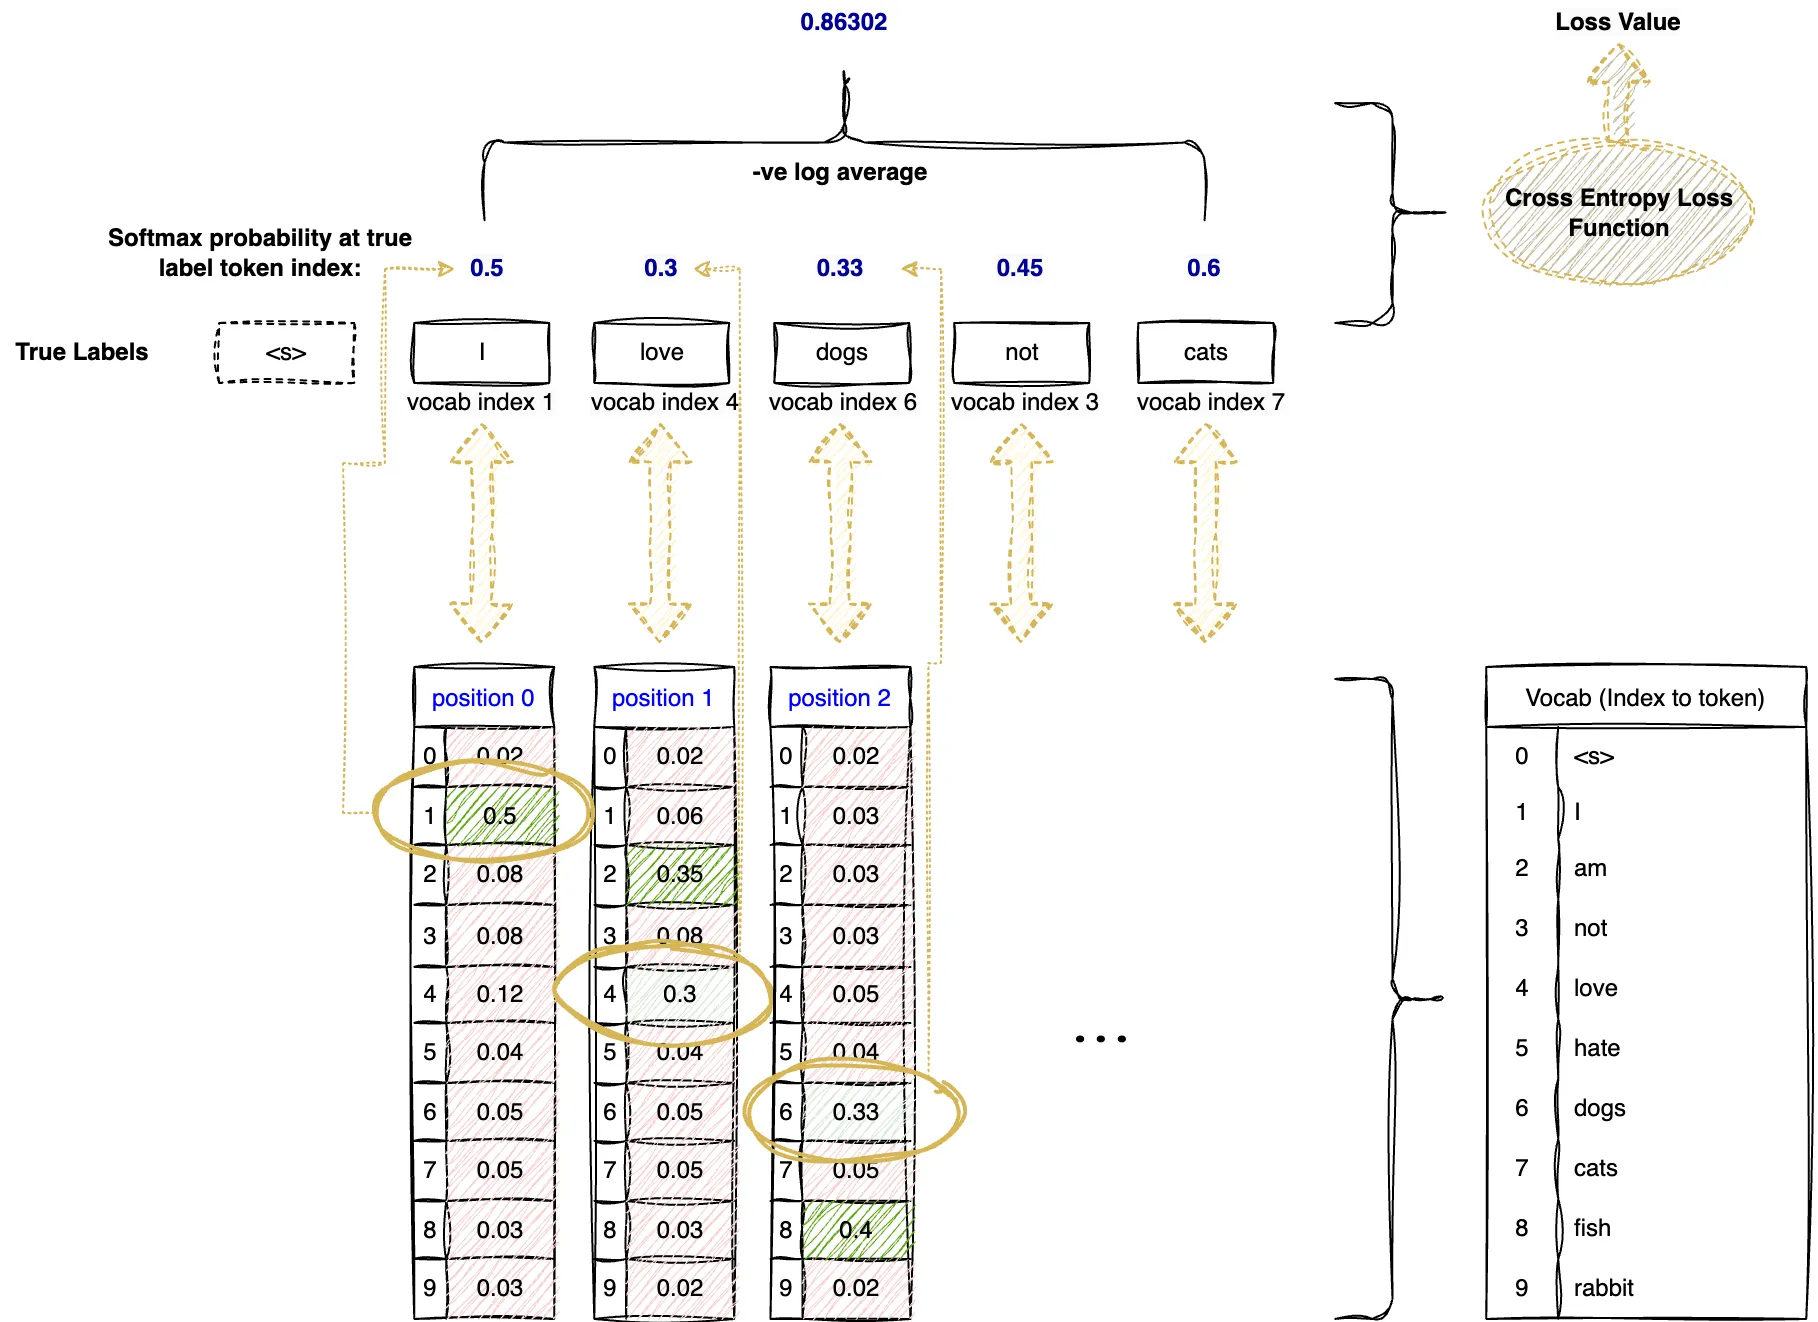 0.86302
Loss Value
-ve log average
Cross Entropy Loss
Function
Softmax probability at true
label token index:
0.5 0.3 0.33 0.45 0.6
True Labels
<s> I love dogs not cats
vocab index 1 vocab index 4 vocab index 6 vocab index 3 vocab index 7
position 0 position 1 position 2
0 0.02 0 0.02 0 0.02
1 0.5 1 0.06 1 0.03
2 0.08 2 0.35 2 0.03
3 0.08 3 0.08 3 0.03
4 0.12 4 0.3 4 0.05
5 0.04 5 0.04 5 0.04
6 0.05 6 0.05 6 0.33
7 0.05 7 0.05 7 0.05
8 0.03 8 0.03 8 0.4
9 0.03 9 0.02 9 0.02
...
Vocab (Index to token)
0 <s>
1 I
2 am
3 not
4 love
5 hate
6 dogs
7 cats
8 fish
9 rabbit